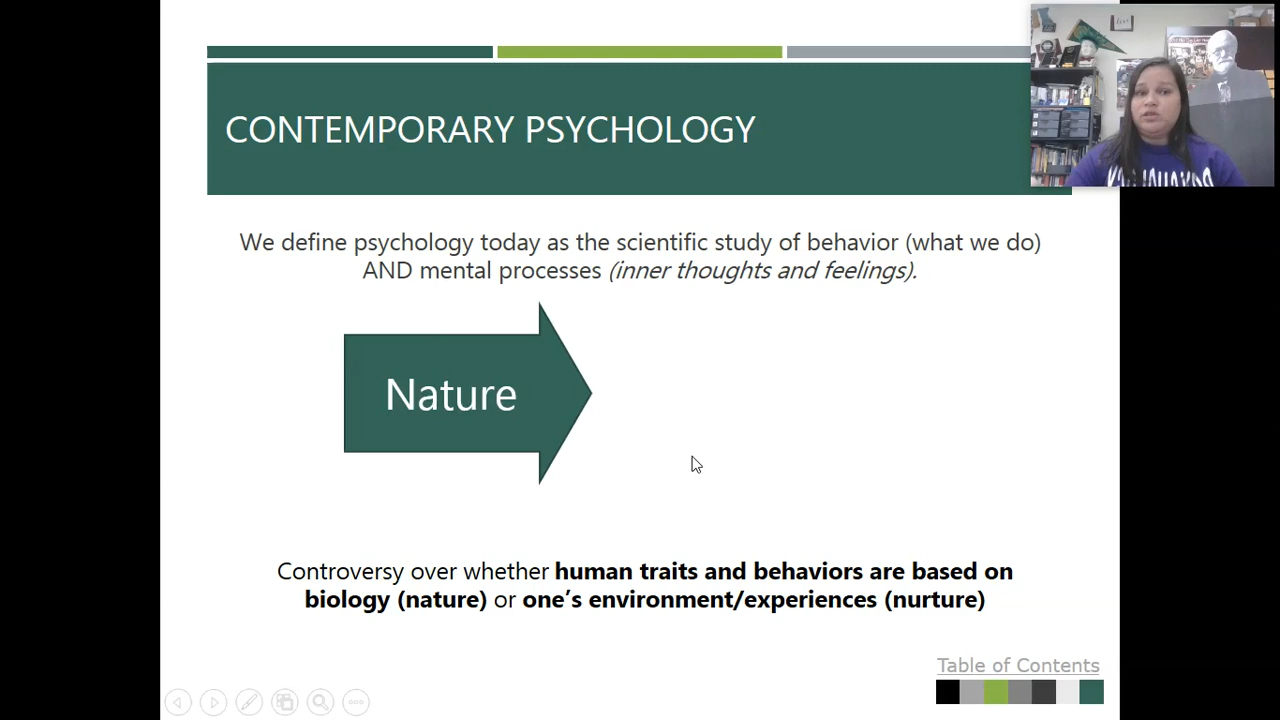 CONTEMPORARY PSYCHOLOGY
We define psychology today as the scientific study of behavior (what we do)
AND mental processes (inner thoughts and feelings).
Nature
Controversy over whether human traits and behaviors are based on
biology (nature) or one’s environment/experiences (nurture)
Table of Contents